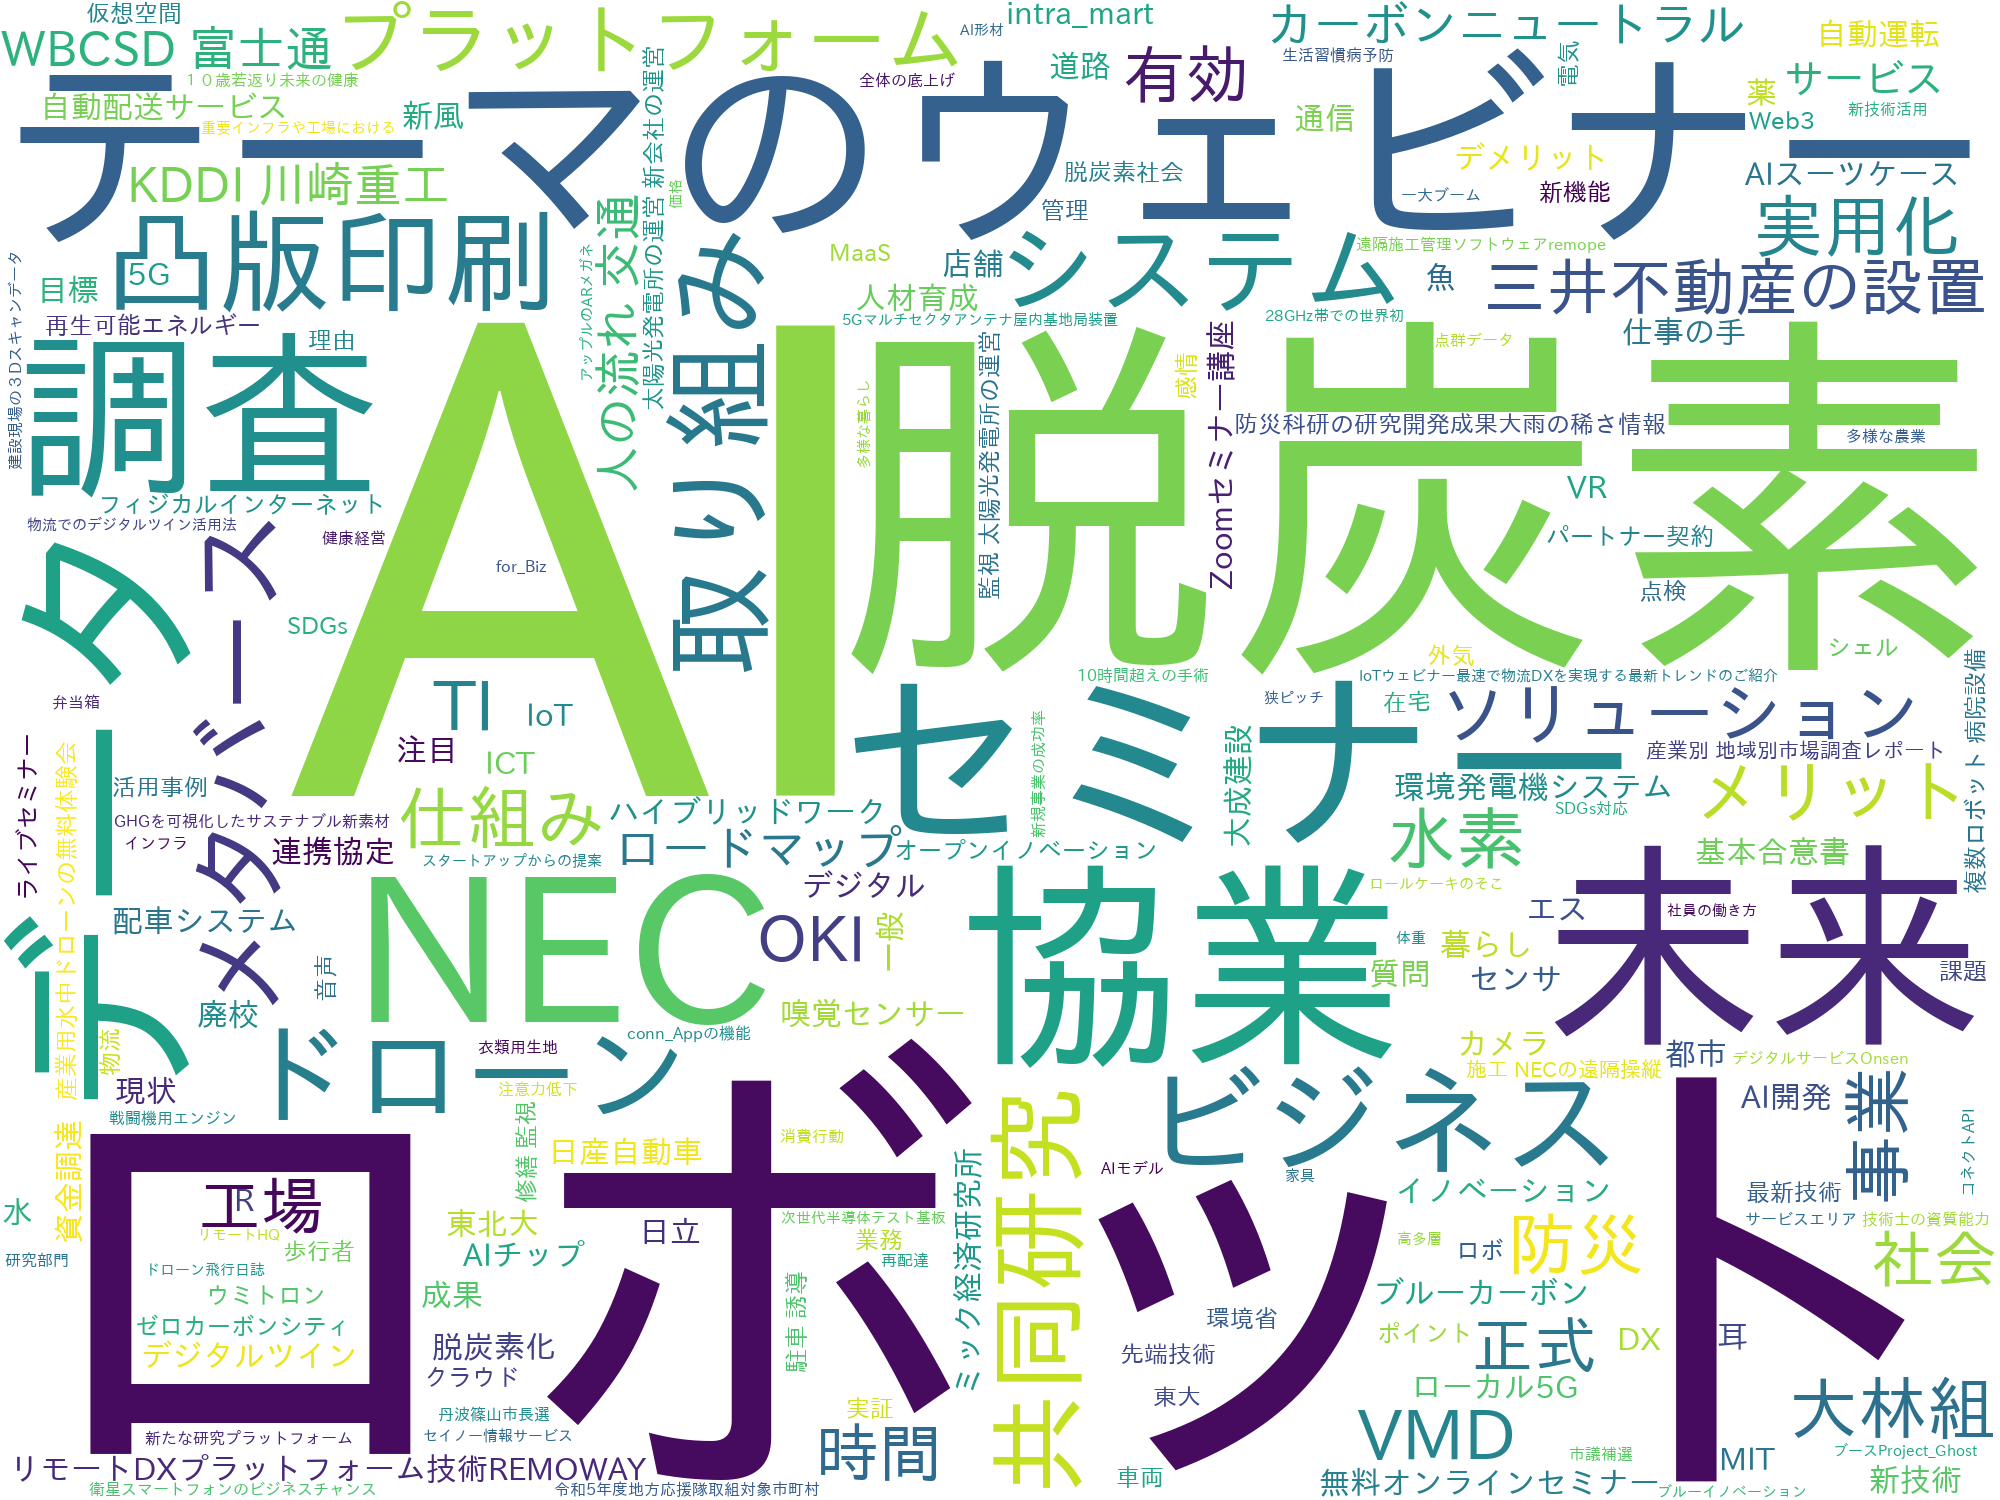 仮想空間
WBCSD
富士通
プラットフォーム
AI形材
intra_mart
カーボンニュートラル
自動運転
１０歳若返り未来の健康
全体の底上げ
道路
有効
生活習慣病予防
電気
サービス
薬
新技術活用
自動配送サービス
新風
重要インフラや工場における
テーマのウェビナー
通信
Web3
デメリット
脱炭素社会
AIスーツケース
KDDI
川崎重工
太陽光発電所の運営 新会社の運営
価格
管理
一大ブーム
新機能
実用化
凸版印刷
5G
人の流れ
交通
取り組み
MaaS
店舗
システム
遠隔施工管理ソフトウェアremope
魚
三井不動産の設置
目標
アップルのARメガネ
人材育成
建設現場の３Dスキャンデータ
再生可能エネルギー
理由
5Gマルチセクタアンテナ屋内基地局装置
28GHz帯での世界初
仕事の手
調査
AI
脱炭素
点群データ
監視 太陽光発電所の運営
感情
Zoomセミナー講座
多様な暮らし
防災科研の研究開発成果大雨の稀さ情報
多様な農業
フィジカルインターネット
VR
物流でのデジタルツイン活用法
健康経営
パートナー契約
for_Biz
点検
データ
メタバース
SDGs
外気
シェル
弁当箱
10時間超えの手術
IoTウェビナー最速で物流DXを実現する最新トレンドのご紹介
TI
IoT
セミナー
狭ピッチ
在宅
ソリューション
複数ロボット
病院設備
ライブセミナー
産業用水中ドローンの無料体験会
注目
ICT
新規事業の成功率
大成建設
産業別 地域別市場調査レポート
活用事例
環境発電機システム
メリット
GHGを可視化したサステナブル新素材
仕組み
ハイブリッドワーク
SDGs対応
インフラ
連携協定
スタートアップからの提案
ロードマップ
オープンイノベーション
水素
基本合意書
NEC
デジタル
協業
ロールケーキのそこ
未来
配車システム
OKI
一般
エス
社員の働き方
体重
暮らし
音声
質問
センサ
課題
廃校
嗅覚センサー
ドローン
conn_Appの機能
物流
衣類用生地
カメラ
都市
デジタルサービスOnsen
現状
注意力低下
施工
NECの遠隔操縦
戦闘機用エンジン
ロボット
共同研究
ビジネス
AI開発
事業
コネクトAPI
資金調達
修繕
監視
日産自動車
消費行動
AIモデル
家具
水
工場
R
ミック経済研究所
イノベーション
最新技術
リモートHQ
東北大
日立
次世代半導体テスト基板
サービスエリア
技術士の資質能力
研究部門
歩行者
AIチップ
業務
高多層
ロボ
防災
社会
ドローン飛行日誌
再配達
ウミトロン
成果
駐車
誘導
ブルーカーボン
ゼロカーボンシティ
環境省
ポイント
正式
DX
耳
デジタルツイン
脱炭素化
先端技術
クラウド
東大
ローカル5G
大林組
丹波篠山市長選
実証
新たな研究プラットフォーム
セイノー情報サービス
時間
VMD
市議補選
MIT
ブースProject_Ghost
リモートDXプラットフォーム技術REMOWAY
車両
無料オンラインセミナー
新技術
衛星スマートフォンのビジネスチャンス
令和5年度地方応援隊取組対象市町村
ブルーイノベーション